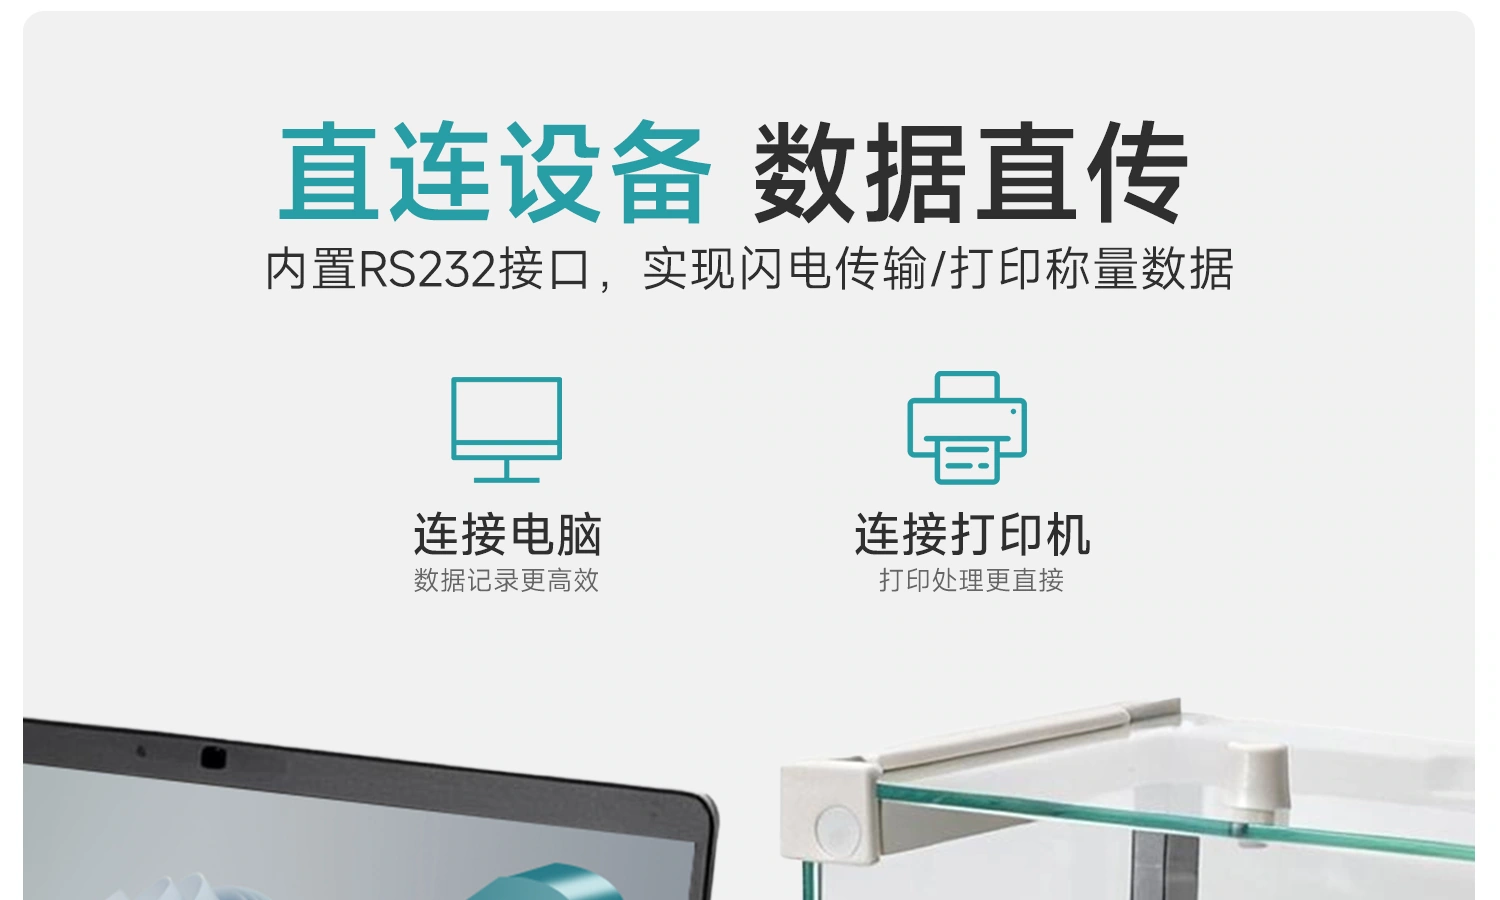 直连设备 数据直传
内置RS232接口，实现闪电传输/打印称量数据
连接电脑
数据记录更高效
连接打印机
打印处理更直接